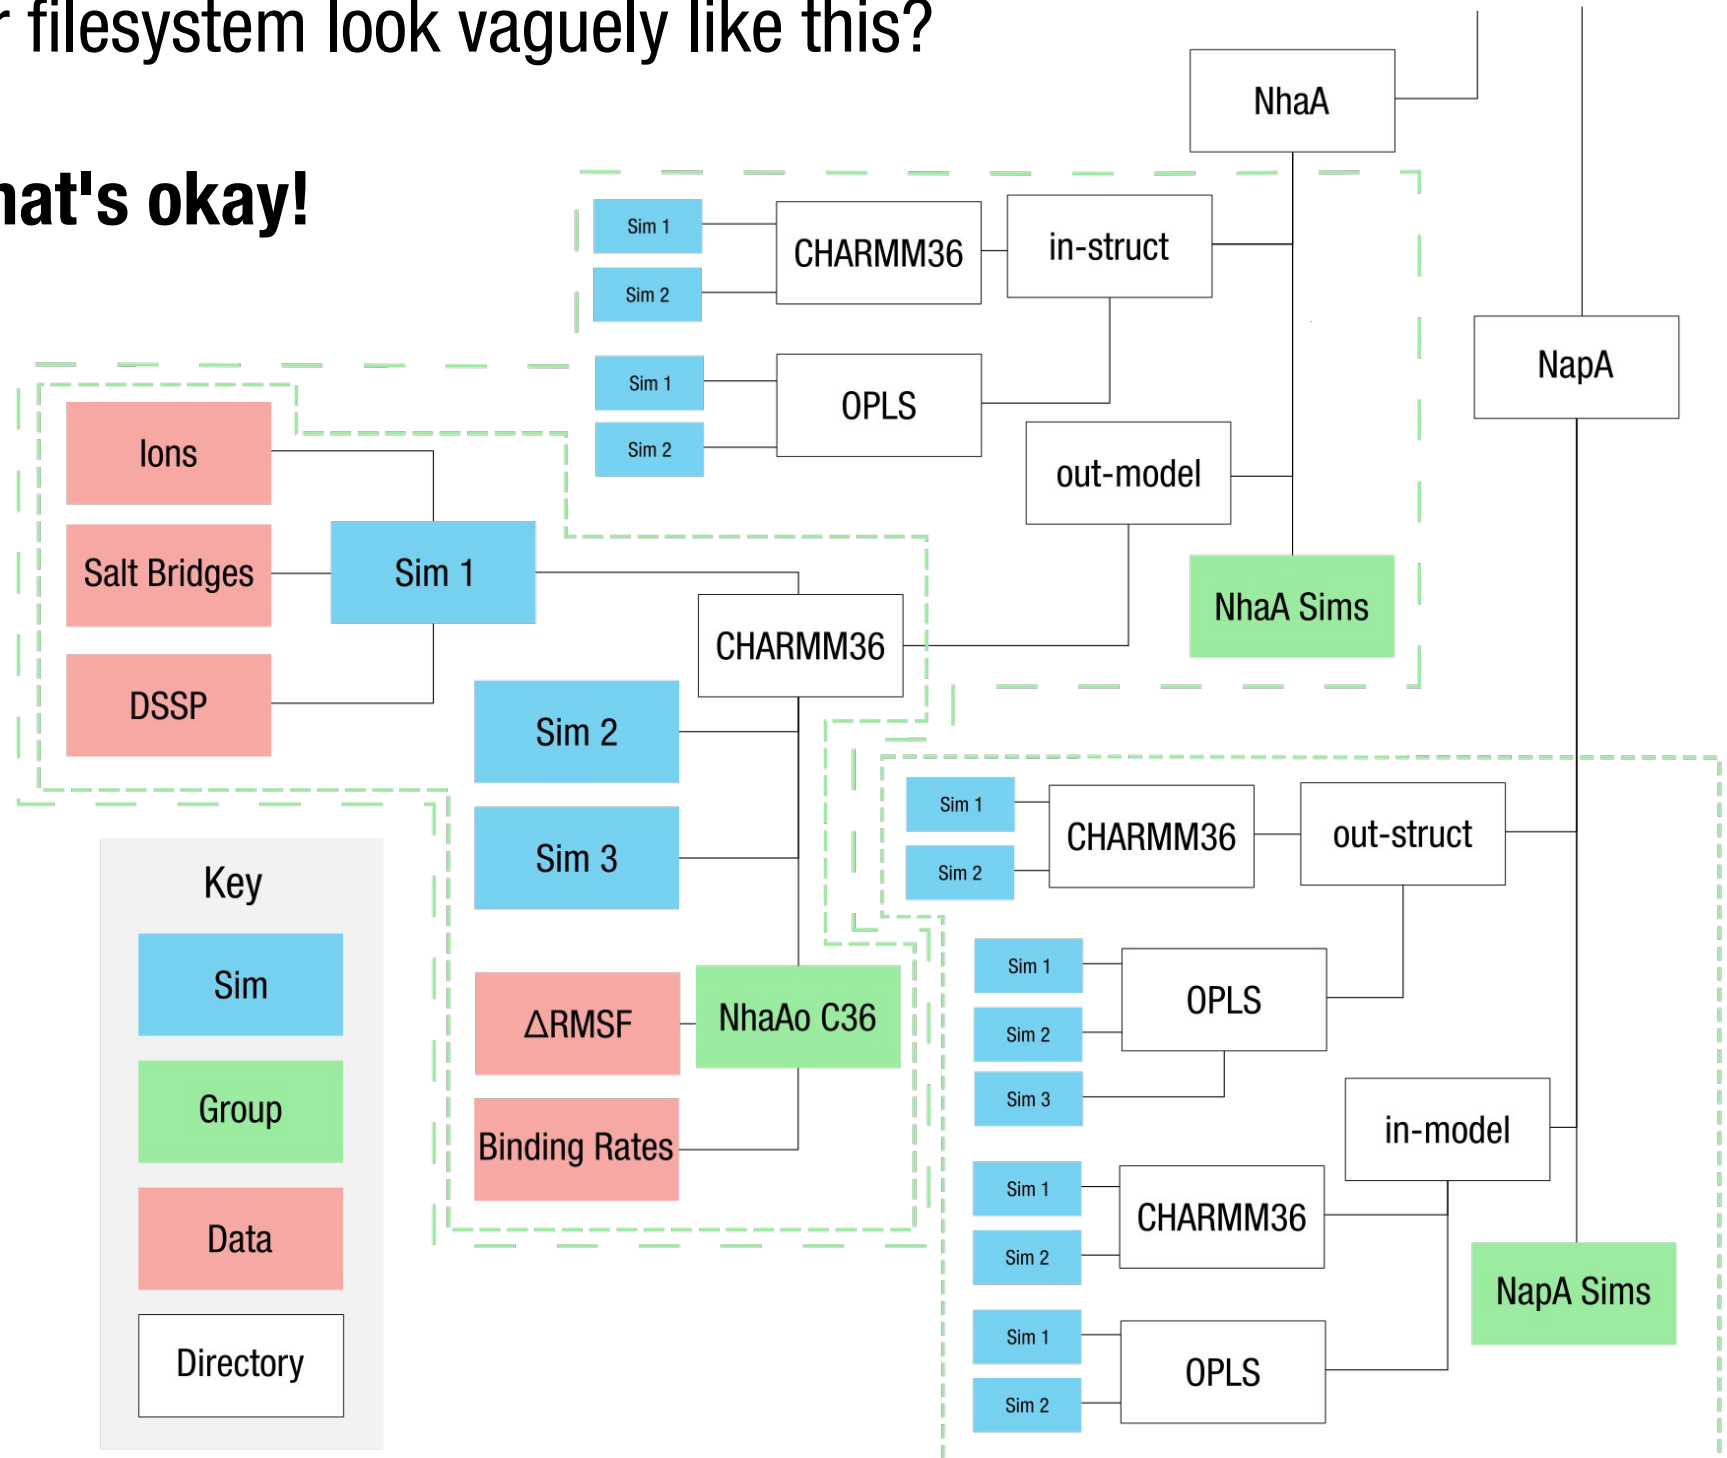 r filesystem look vaguely like this?
hat's okay!
NhaA
Sim 1
CHARMM36
in-struct
Sim 2
Sim 1
OPLS
Sim 2
NapA
out-model
Ions
Salt Bridges
Sim 1
DSSP
CHARMM36
NhaA Sims
Sim 2
Sim 3
ΔRMSF
NhaAo C36
Binding Rates
Sim 1
CHARMM36
out-struct
Sim 2
Sim 1
OPLS
Sim 2
Sim 3
in-model
Sim 1
CHARMM36
Sim 2
NapA Sims
Sim 1
OPLS
Sim 2
Key
Sim
Group
Data
Directory